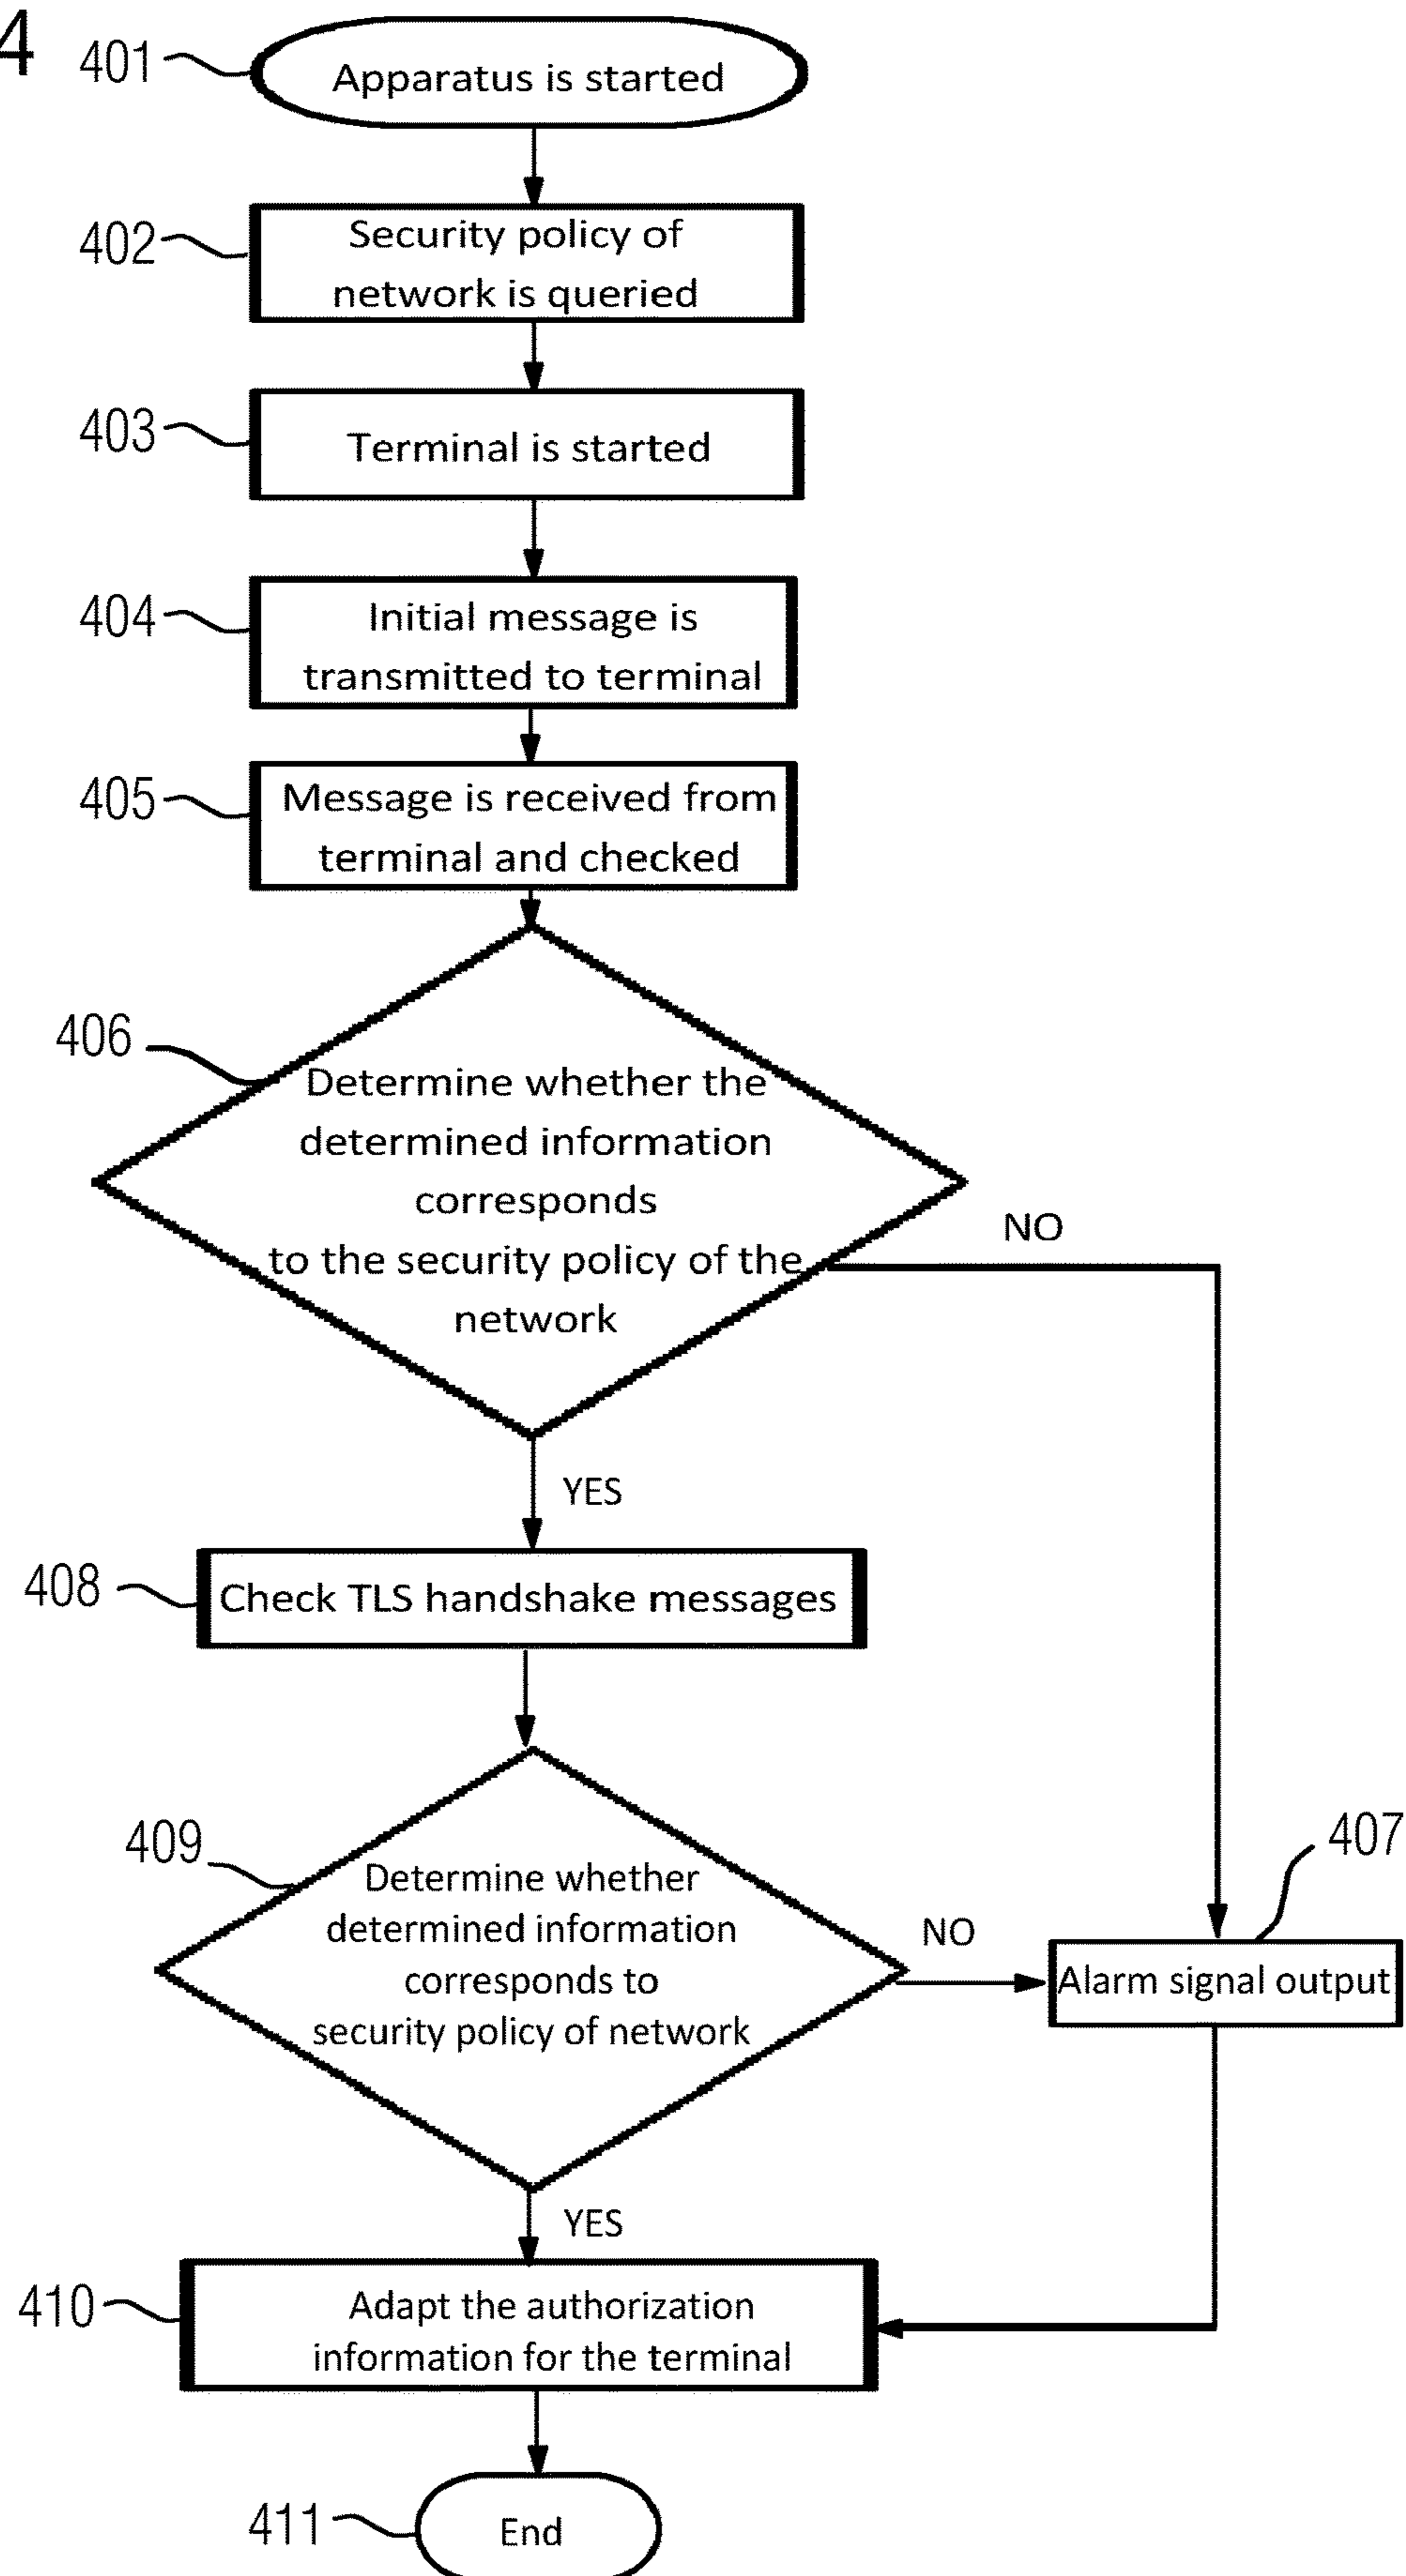 4
401
Apparatus is started
402
Security policy of
network is queried
403
Terminal is started
404
Initial message is
transmitted to terminal
405
Message is received from
terminal and checked
406
Determine whether the
determined information
corresponds
to the security policy of the
network
NO
YES
408
Check TLS handshake messages
409
Determine whether
determined information
corresponds to
security policy of network
NO
407
Alarm signal output
YES
410
Adapt the authorization
information for the terminal
411
End